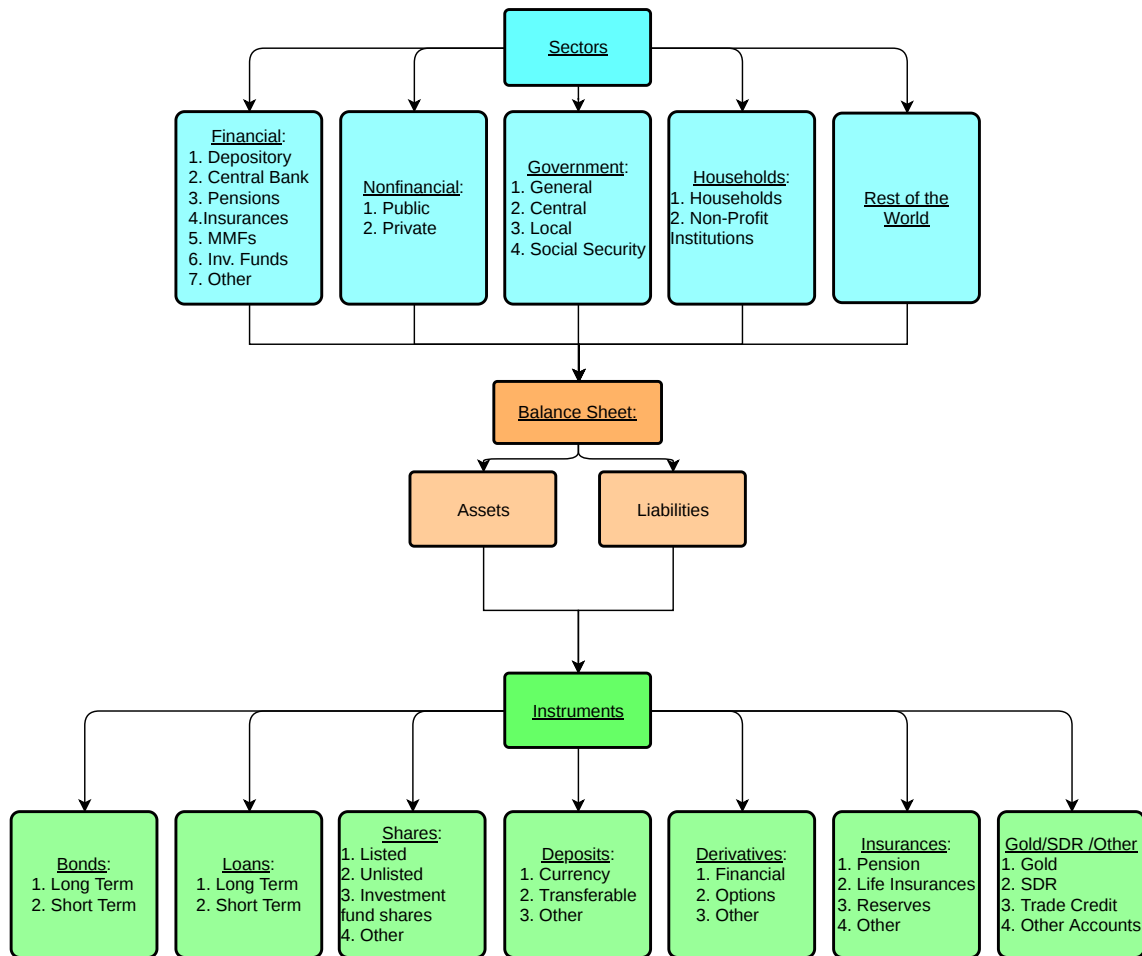 Sectors
Financial:
1. Depository
2. Central Bank
3. Pensions
4.Insurances
5. MMFs
6. Inv. Funds
7. Other
Nonfinancial:
1. Public
2. Private
Government:
1. General
2. Central
3. Local
4. Social Security
Households:
1. Households
2. Non-Profit
Institutions
Rest of the
World
Balance Sheet:
Assets
Liabilities
Instruments
Bonds:
1. Long Term
2. Short Term
Loans:
1. Long Term
2. Short Term
Shares:
1. Listed
2. Unlisted
3. Investment
fund shares
4. Other
Deposits:
1. Currency
2. Transferable
3. Other
Derivatives:
1. Financial
2. Options
3. Other
Insurances:
1. Pension
2. Life Insurances
3. Reserves
4. Other
Gold/SDR /Other
1. Gold
2. SDR
3. Trade Credit
4. Other Accounts